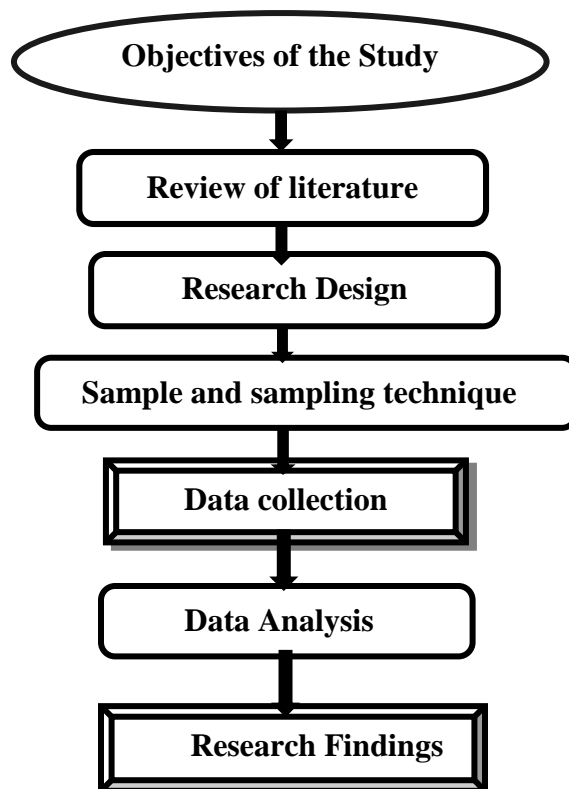 Objectives of the Study
Review of literature
Research Design
Sample and sampling technique
Data collection
Data Analysis
Research Findings